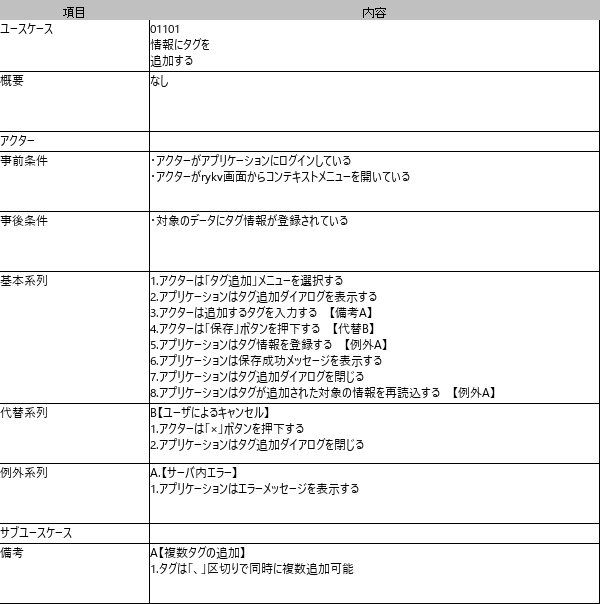 項目 内容
ユースケース 01101
情報にタグを
追加する
概要 なし
アクター
事前条件 ・アクターがアプリケーションにログインしている
・アクターがrykv画面からコンテキストメニューを開いている
事後条件 ・対象のデータにタグ情報が登録されている
基本系列 1.アクターは「タグ追加」メニューを選択する
2.アプリケーションはタグ追加ダイアログを表示する
3.アクターは追加するタグを入力する 【備考A】
4.アクターは「保存」ボタンを押下する 【代替B】
5.アプリケーションはタグ情報を登録する 【例外A】
6.アプリケーションは保存成功メッセージを表示する
7.アプリケーションはタグ追加ダイアログを閉じる
8.アプリケーションはタグが追加された対象の情報を再読込する 【例外A】
代替系列 B【ユーザによるキャンセル】
1.アクターは「×」ボタンを押下する
2.アプリケーションはタグ追加ダイアログを閉じる
例外系列 A.【サーバ内エラー】
1.アプリケーションはエラーメッセージを表示する
サブユースケース
備考 A【複数タグの追加】
1.タグは「、」区切りで同時に複数追加可能